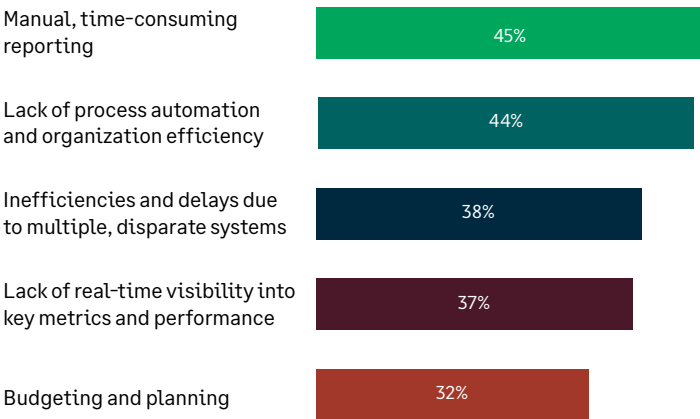 Manual, time-consuming
reporting
45%
Lack of process automation
and organization efficiency
44%
Inefficiencies and delays due
to multiple, disparate systems
38%
Lack of real-time visibility into
key metrics and performance
37%
Budgeting and planning
32%